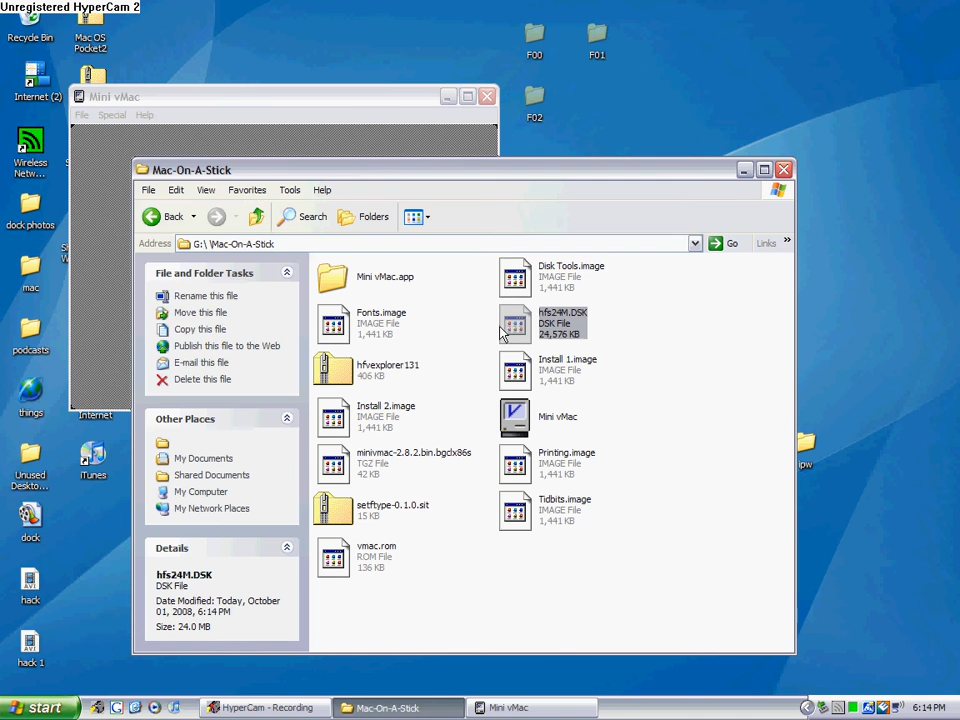 Unregistered HyperCam 2
Recycle Bin
Mac OS
Pocket2
F00
F01
Internet (2)
F02
Wireless
Netw...
dock photos
mac
podcasts
things
Internet
Unused
Deskto...
iTunes
ipw
dock
hack
hack 1
Mini vMac
File Special Help
Mac-On-A-Stick
File Edit View Favorites Tools Help
Back Search Folders
Address G:\ \Mac-On-A-Stick Go Links »
File and Folder Tasks
Rename this file
Move this file
Copy this file
Publish this file to the Web
E-mail this file
Delete this file
Other Places
My Documents
Shared Documents
My Computer
My Network Places
Details
hfs24M.DSK
DSK File
Date Modified: Today, October
01, 2008, 6:14 PM
Size: 24.0 MB
Mini vMac.app
Disk Tools.image
IMAGE File
1,441 KB
Fonts.image
IMAGE File
1,441 KB
hfs24M.DSK
DSK File
24,576 KB
hfvexplorer131
406 KB
Install 1.image
IMAGE File
1,441 KB
Install 2.image
IMAGE File
1,441 KB
Mini vMac
minivmac-2.8.2.bin.bgdx86s
TGZ File
42 KB
Printing.image
IMAGE File
1,441 KB
setftype-0.1.0.sit
15 KB
Tidbits.image
IMAGE File
1,441 KB
vmac.rom
ROM File
136 KB
start
HyperCam - Recording
Mac-On-A-Stick
Mini vMac
6:14 PM